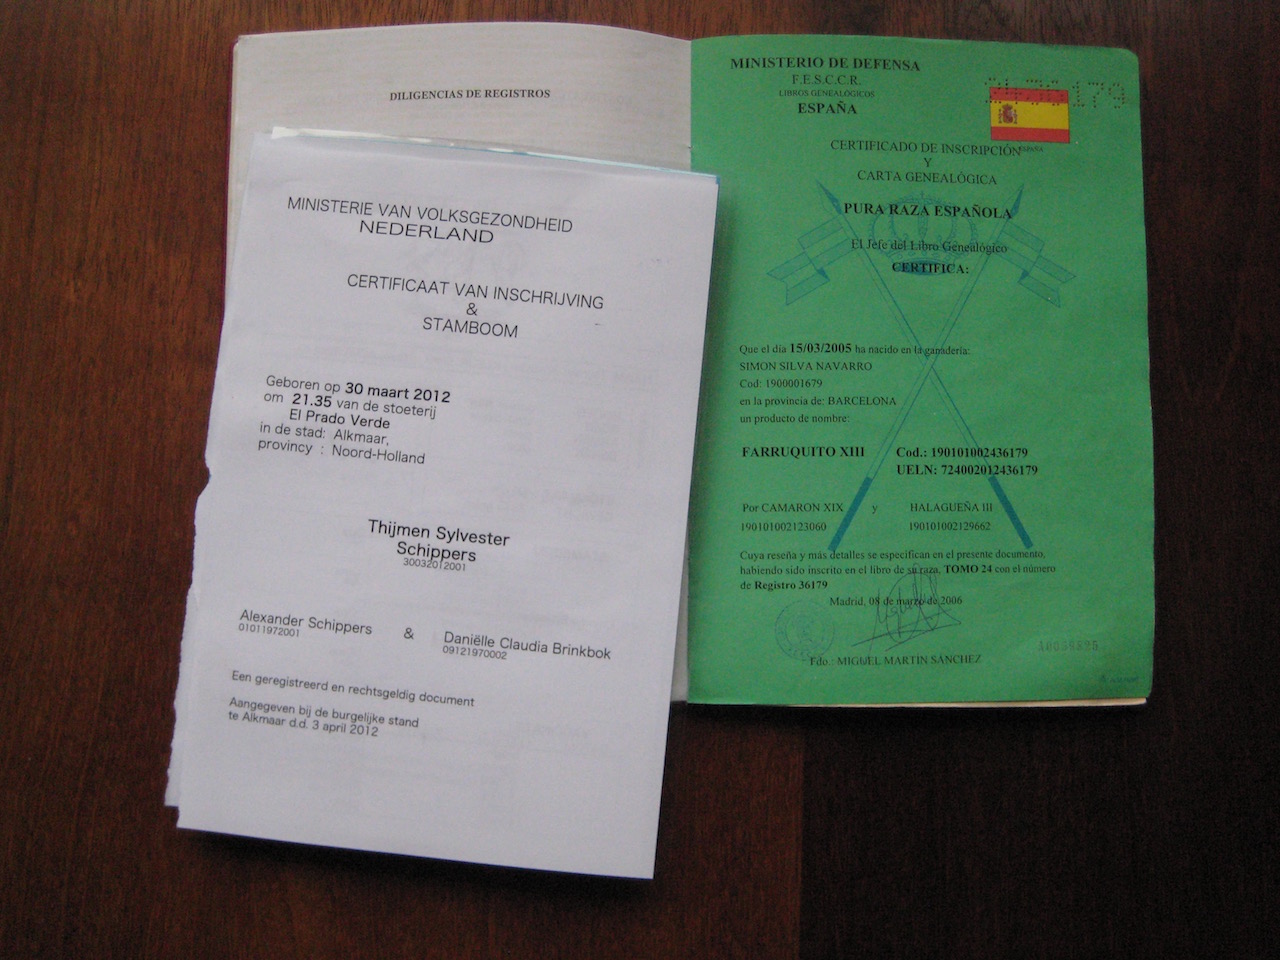 DILIGENCIAS DE REGISTROS
MINISTERIE VAN VOLKSGEZONDHEID
NEDERLAND
CERTIFICAAT VAN INSCHRIJVING
&
STAMBOOM
Geboren op 30 maart 2012
om 21.35 van de stoeterij
El Prado Verde
in de stad: Alkmaar,
provincy : Noord-Holland
Thijmen Sylvester
Schippers
30032012001
Alexander Schippers & Daniëlle Claudia Brinkbok
01011972001 09121970002
Een geregistreerd en rechtsgeldig document
Aangegeven bij de burgelijke stand
te Alkmaar d.d. 3 april 2012
MINISTERIO DE DEFENSA
F.E.S.C.C.R.
LIBROS GENEALÓGICOS
ESPAÑA
179
ESPAÑA
CERTIFICADO DE INSCRIPCIÓN
Y
CARTA GENEALÓGICA
PURA RAZA ESPAÑOLA
El Jefe del Libro Genealógico
CERTIFICA:
Que el día 15/03/2005 ha nacido en la ganadería:
SIMON SILVA NAVARRO
Cod: 1900001679
en la provincia de: BARCELONA
un producto de nombre:
FARRUQUITO XIII Cod.: 190101002436179
UELN: 724002012436179
Por CAMARON XIX y HALAGUEÑA III
190101002123060 190101002129662
Cuya reseña y más detalles se especifican en el presente documento,
habiendo sido inscrito en el libro de su raza, TOMO 24 con el número
de Registro 36179
Madrid, 08 de marzo de 2006
Fdo.: MIGUEL MARTIN SÁNCHEZ